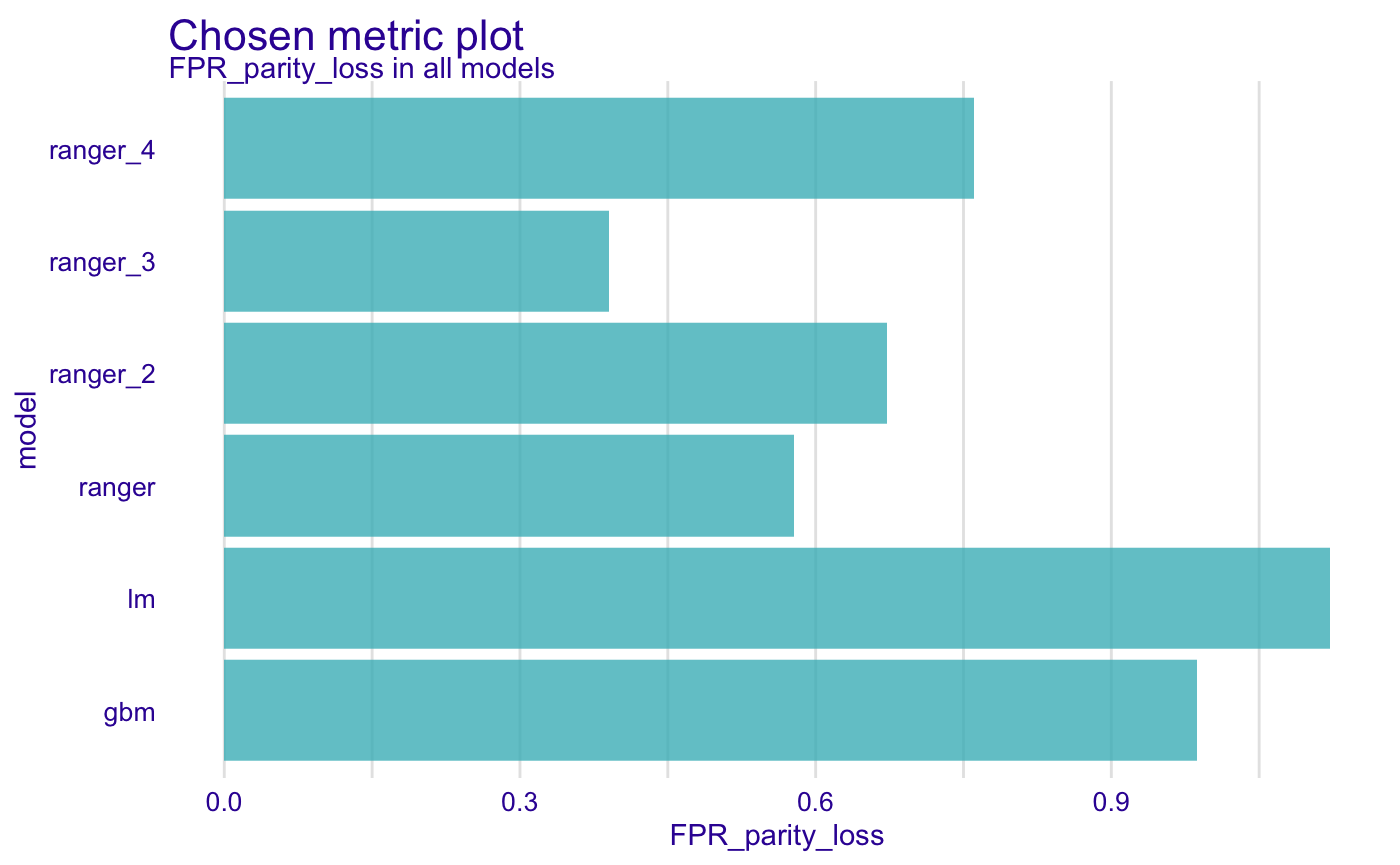 Chosen metric plot
FPR_parity_loss in all models
ranger_4
ranger_3
ranger_2
ranger
lm
gbm
model
0.0 0.3 0.6 0.9
FPR_parity_loss